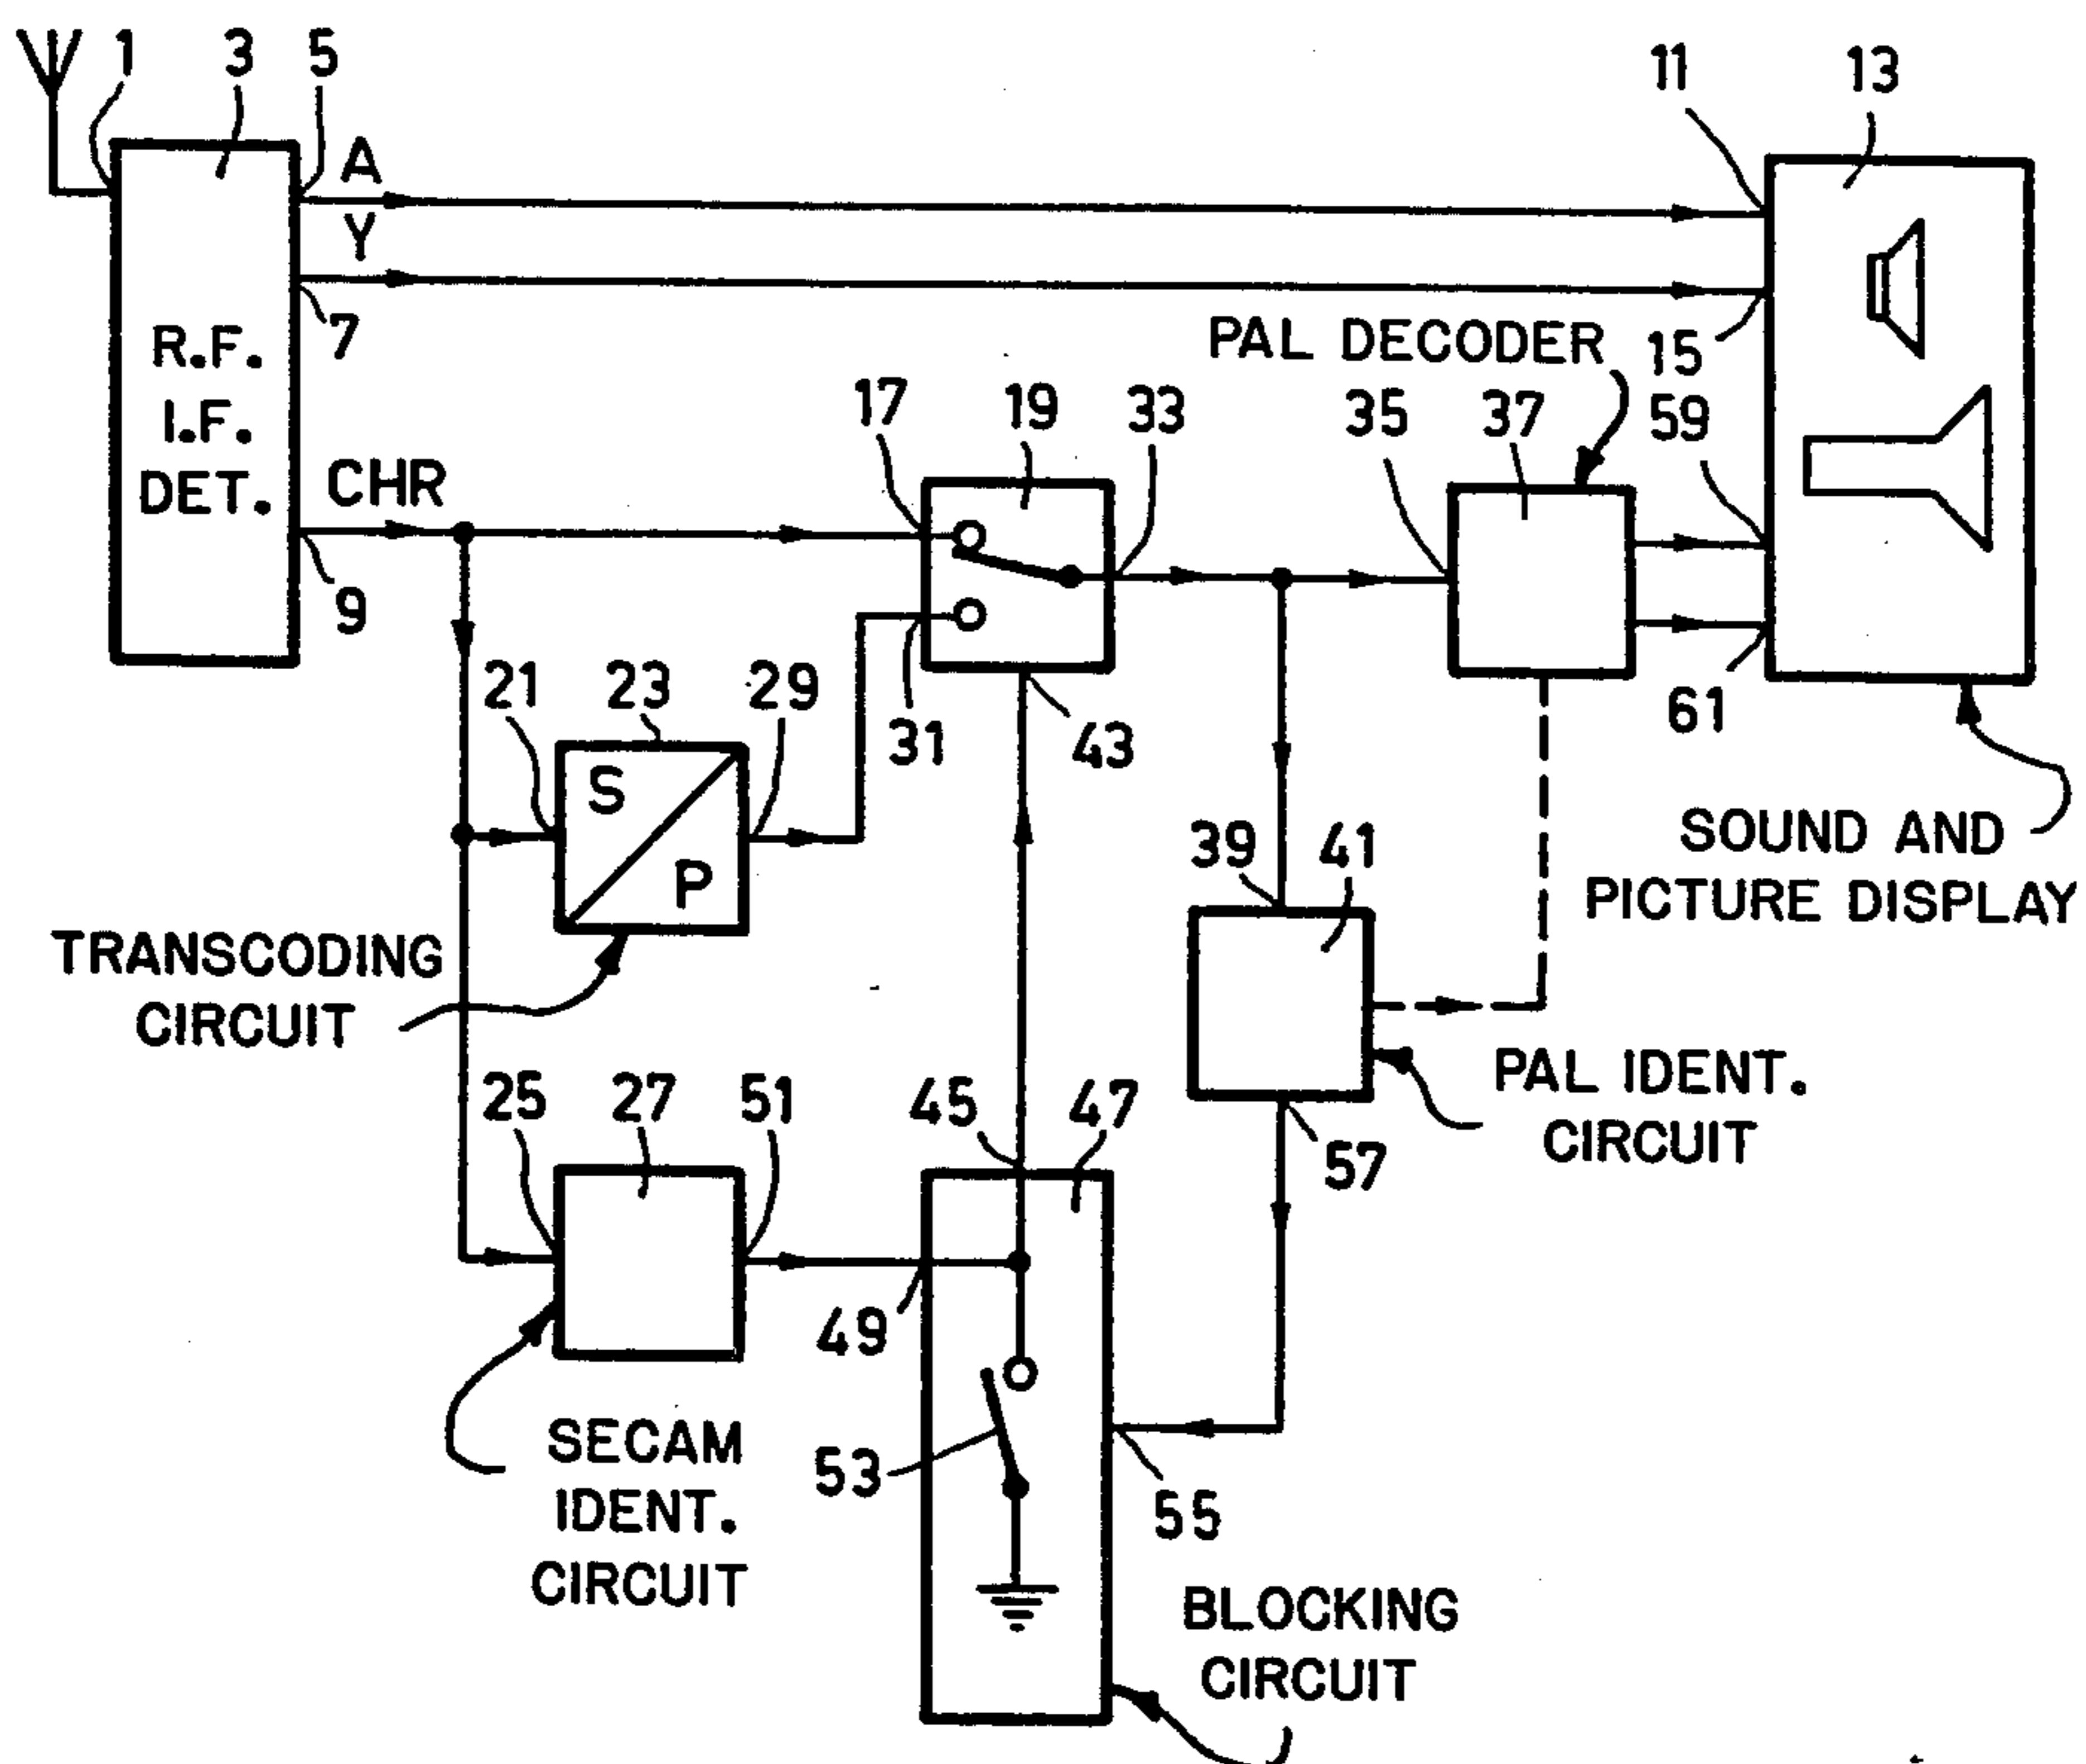 1 3 5
11 13
A
Y
7
R.F.
I.F.
DET.
PAL DECODER
15
17 19 33 35 37 59
CHR
9
21 23 29 31 43 61
S
P
SOUND AND
PICTURE DISPLAY
39 41
TRANSCODING
CIRCUIT
PAL IDENT.
CIRCUIT
25 27 51 45 47
57
49
53
55
SECAM
IDENT.
CIRCUIT
BLOCKING
CIRCUIT